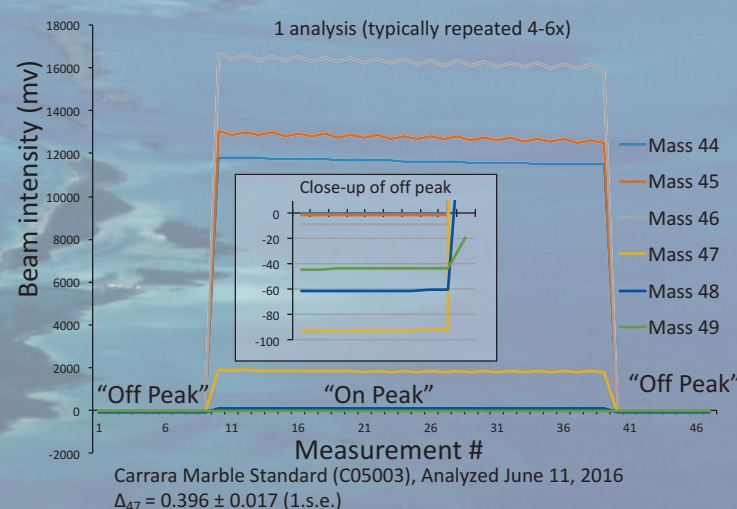 1 analysis (typically repeated 4-6x)
18000
16000
14000
12000
10000
8000
6000
4000
2000
0
-2000
Beam intensity (mv)
Close-up of off peak
0
-20
-40
-60
-80
-100
Mass 44
Mass 45
Mass 46
Mass 47
Mass 48
Mass 49
“Off Peak”
“On Peak”
“Off Peak”
1 6 11 16 21 26 31 36 41 46
Measurement #
Carrara Marble Standard (C05003), Analyzed June 11, 2016
Δ₄₇ = 0.396 ± 0.017 (1.s.e.)